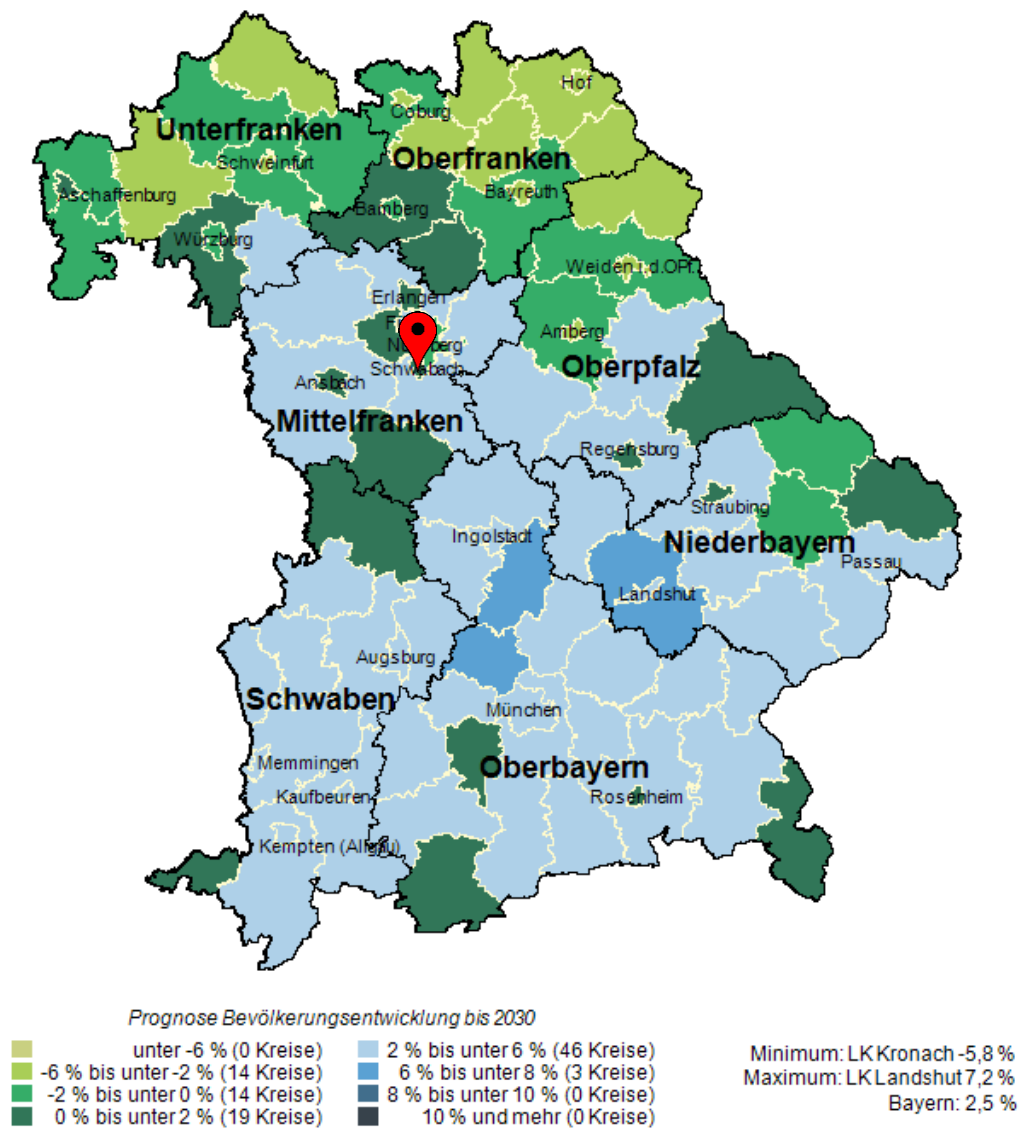 Hof
Coburg
Unterfranken
Oberfranken
Schweinfurt
Aschaffenburg
Bayreuth
Bamberg
Würzburg
Weiden i.d.OPf.
Erlangen
Amberg
Schwabach
Oberpfalz
Ansbach
Mittelfranken
Regensburg
Straubing
Ingolstadt
Niederbayern
Passau
Landshut
Augsburg
Schwaben
München
Memmingen
Oberbayern
Kaufbeuren
Rosenheim
Kempten (Allgäu)
Prognose Bevölkerungsentwicklung bis 2030
unter -6 % (0 Kreise)
-6 % bis unter -2 % (14 Kreise)
-2 % bis unter 0 % (14 Kreise)
0 % bis unter 2 % (19 Kreise)
2 % bis unter 6 % (46 Kreise)
6 % bis unter 8 % (3 Kreise)
8 % bis unter 10 % (0 Kreise)
10 % und mehr (0 Kreise)
Minimum: LK Kronach -5,8 %
Maximum: LK Landshut 7,2 %
Bayern: 2,5 %